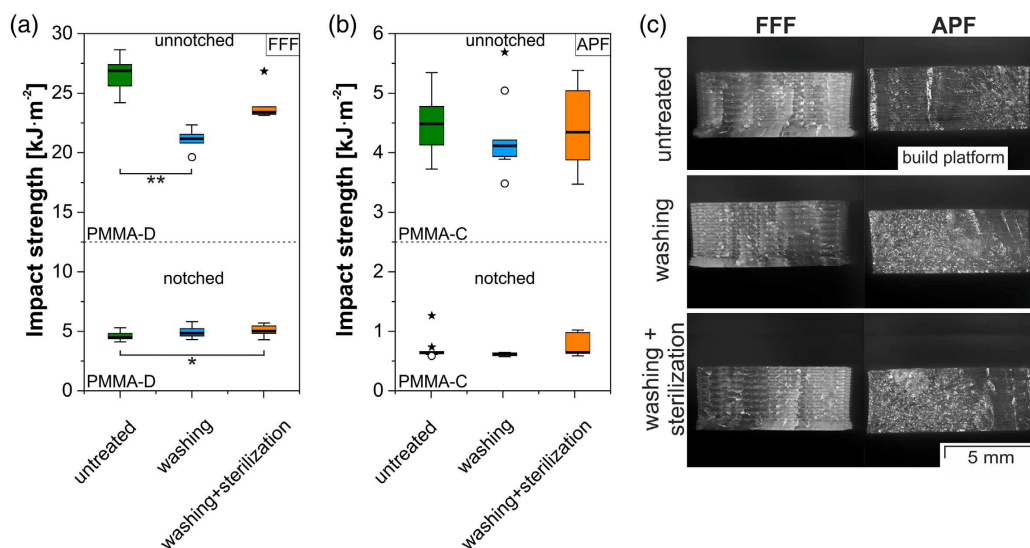 (a)
30
25
20
15
10
5
0
Impact strength [kJ·m⁻²]
unnotched
FFF
**
PMMA-D
notched
*
PMMA-D
untreated
washing
washing+sterilization
(b)
6
5
4
3
2
1
0
Impact strength [kJ·m⁻²]
unnotched
APF
PMMA-C
notched
PMMA-C
untreated
washing
washing+sterilization
(c)
FFF
APF
untreated
build platform
washing
washing +
sterilization
5 mm